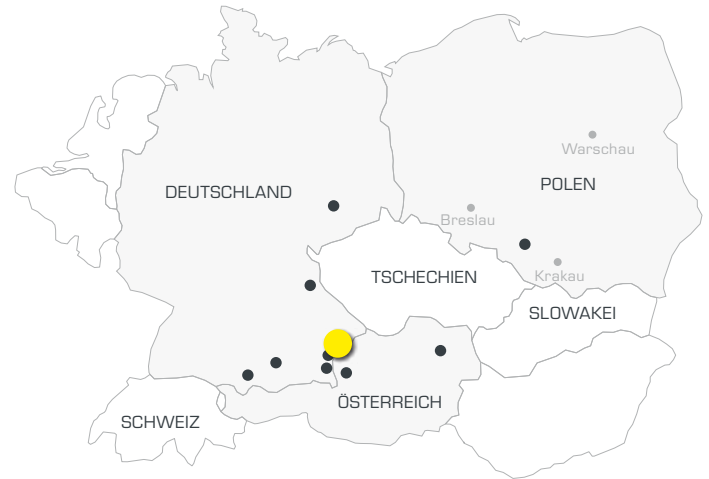 Warschau
DEUTSCHLAND
POLEN
Breslau
TSCHECHIEN
Krakau
SLOWAKEI
ÖSTERREICH
SCHWEIZ